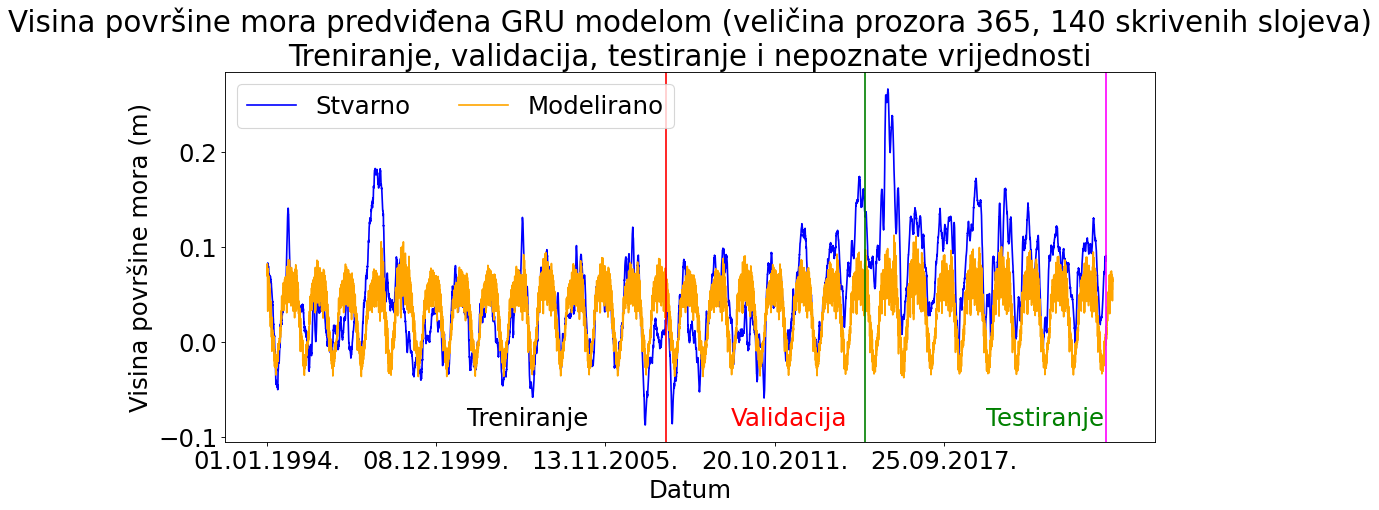 Visina površine mora predviđena GRU modelom (veličina prozora 365, 140 skrivenih slojeva)
Treniranje, validacija, testiranje i nepoznate vrijednosti
Stvarno Modelirano
Visina površine mora (m)
0.2
0.1
0.0
−0.1
Treniranje Validacija Testiranje
01.01.1994. 08.12.1999. 13.11.2005. 20.10.2011. 25.09.2017.
Datum